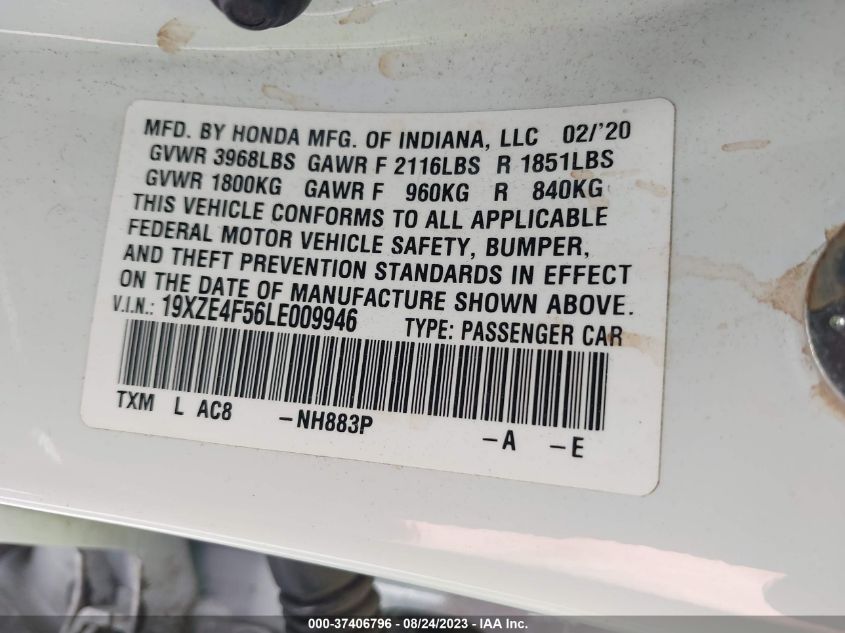 MFD. BY HONDA MFG. OF INDIANA, LLC 02/'20
GVWR 3968LBS GAWR F 2116LBS R 1851LBS
GVWR 1800KG GAWR F 960KG R 840KG
THIS VEHICLE CONFORMS TO ALL APPLICABLE
FEDERAL MOTOR VEHICLE SAFETY, BUMPER,
AND THEFT PREVENTION STANDARDS IN EFFECT
ON THE DATE OF MANUFACTURE SHOWN ABOVE.
V.I.N.: 19XZE4F56LE009946 TYPE: PASSENGER CAR
TXM L AC8 -NH883P -A -E
000-37406796 - 08/24/2023 - IAA Inc.